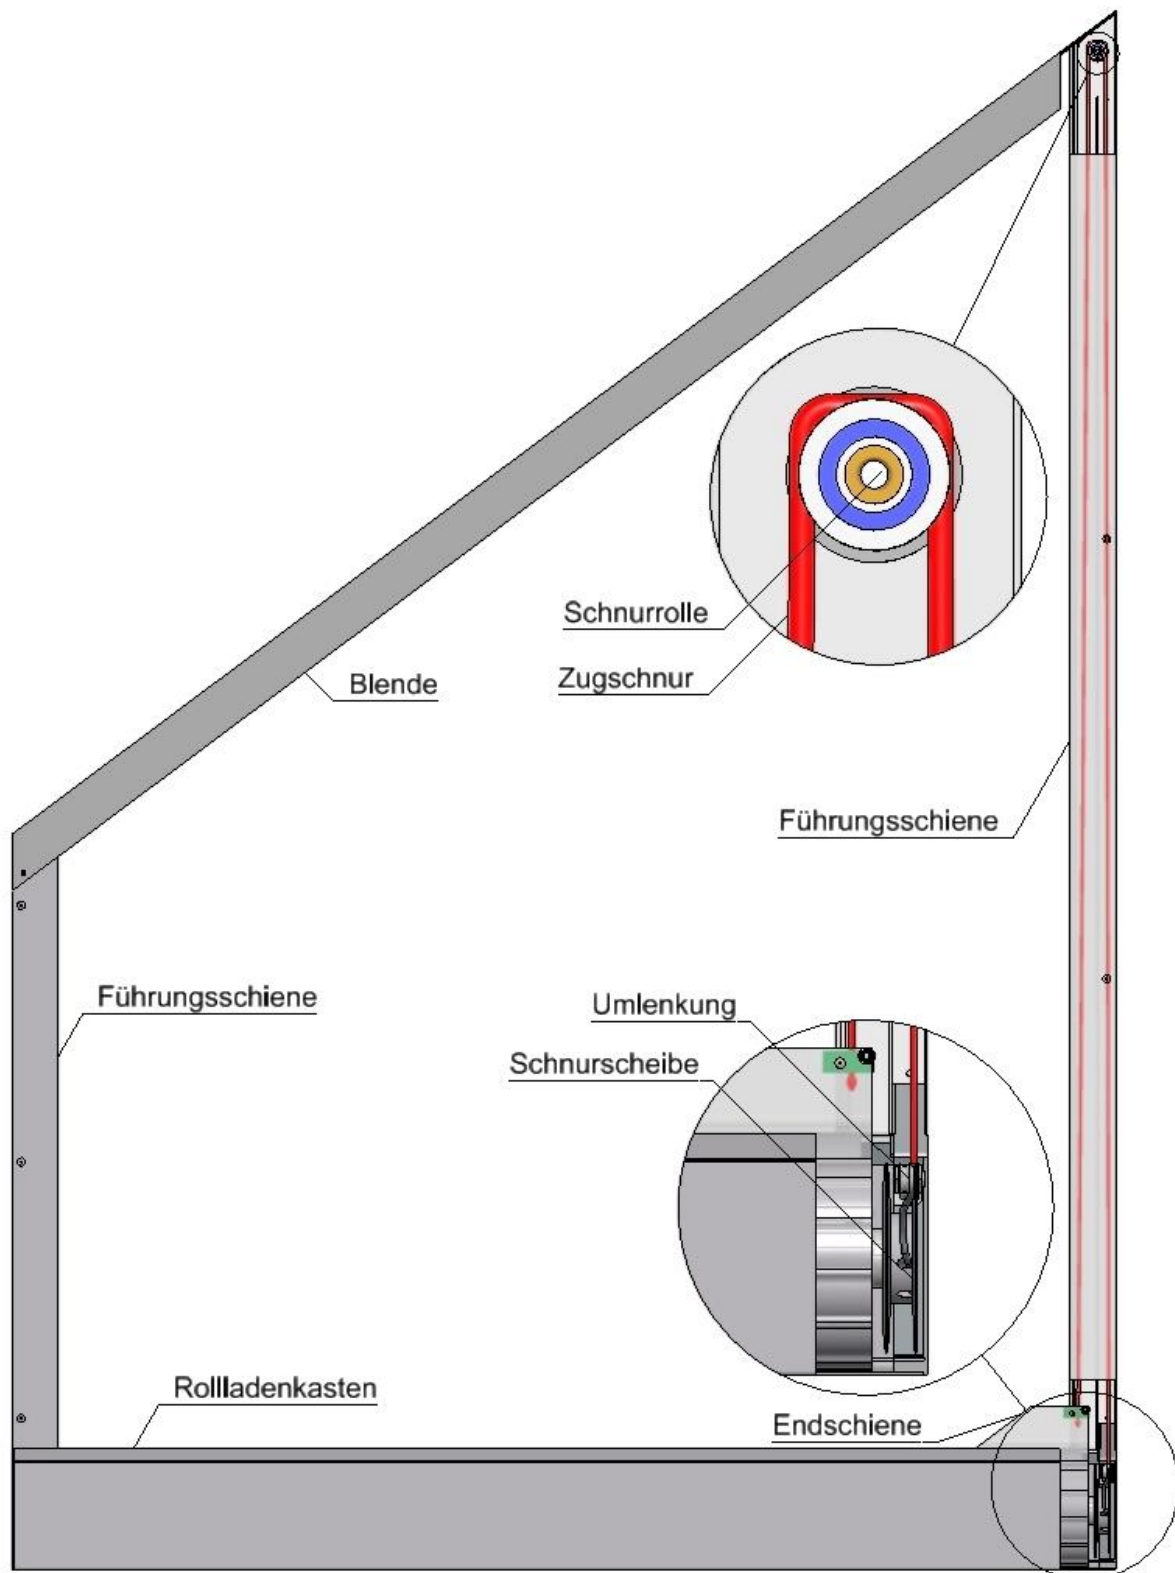 Schnurrolle
Zugschnur
Blende
Führungsschiene
Führungsschiene
Umlenkung
Schnurscheibe
Rollladenkasten
Endschiene